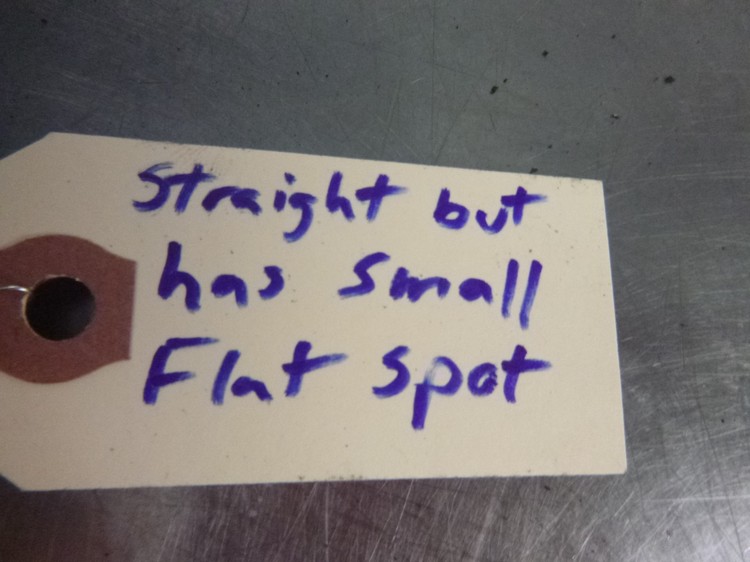 Straight but
has small
Flat spot